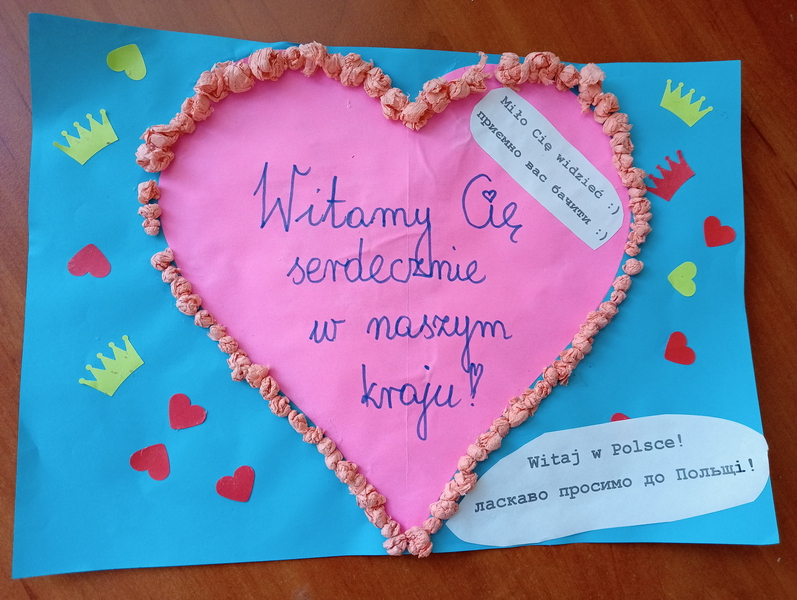 Miło Cię widzieć :)
приємно вас бачити :)
Witamy Cię
serdecznie
w naszym
kraju!
Witaj w Polsce!
ласкаво просимо до Польщі!